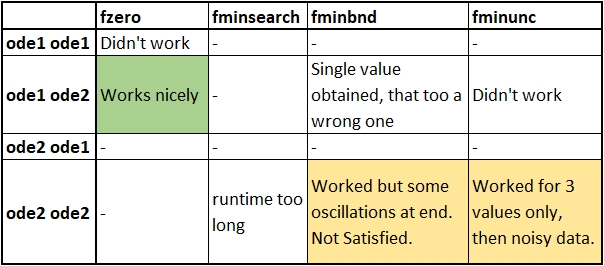 fzero fminsearch fminbnd fminunc
ode1 ode1 Didn't work - - -
Single value
obtained, that too a
ode1 ode2 Works nicely - Didn't work
wrong one
ode2 ode1 - - - -
runtime too Worked but some Worked for 3
ode2 ode2 - long oscillations at end. values only,
Not Satisfied. then noisy data.